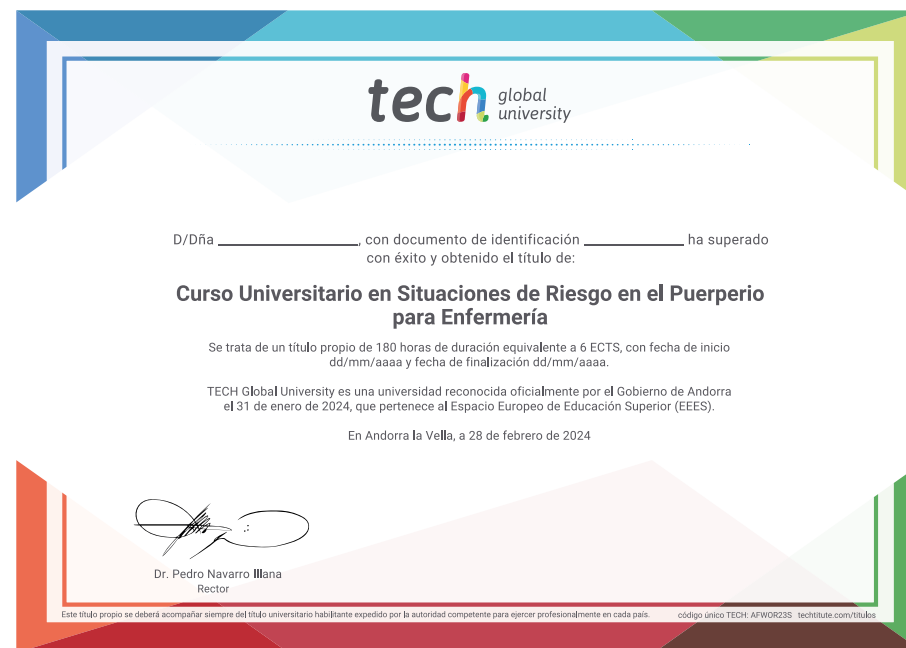 tech global university
D/Dña ____________________, con documento de identificación ______________ ha superado
con éxito y obtenido el título de:
Curso Universitario en Situaciones de Riesgo en el Puerperio
para Enfermería
Se trata de un título propio de 180 horas de duración equivalente a 6 ECTS, con fecha de inicio
dd/mm/aaaa y fecha de finalización dd/mm/aaaa.
TECH Global University es una universidad reconocida oficialmente por el Gobierno de Andorra
el 31 de enero de 2024, que pertenece al Espacio Europeo de Educación Superior (EEES).
En Andorra la Vella, a 28 de febrero de 2024
Dr. Pedro Navarro Illana
Rector
Este título propio se deberá acompañar siempre del título universitario habilitante expedido por la autoridad competente para ejercer profesionalmente en cada país. código único TECH: AFWOR23S techtitute.com/titulos